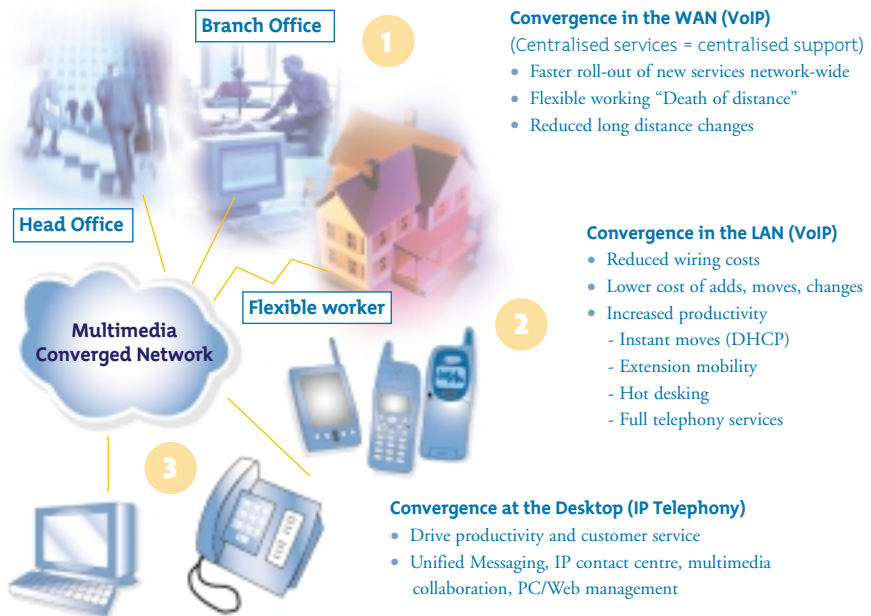 Branch Office
1
Head Office
Flexible worker
Multimedia
Converged Network
Convergence in the WAN (VoIP)
(Centralised services = centralised support)
• Faster roll-out of new services network-wide
• Flexible working “Death of distance”
• Reduced long distance changes
2
Convergence in the LAN (VoIP)
• Reduced wiring costs
• Lower cost of adds, moves, changes
• Increased productivity
- Instant moves (DHCP)
- Extension mobility
- Hot desking
- Full telephony services
3
Convergence at the Desktop (IP Telephony)
• Drive productivity and customer service
• Unified Messaging, IP contact centre, multimedia
collaboration, PC/Web management